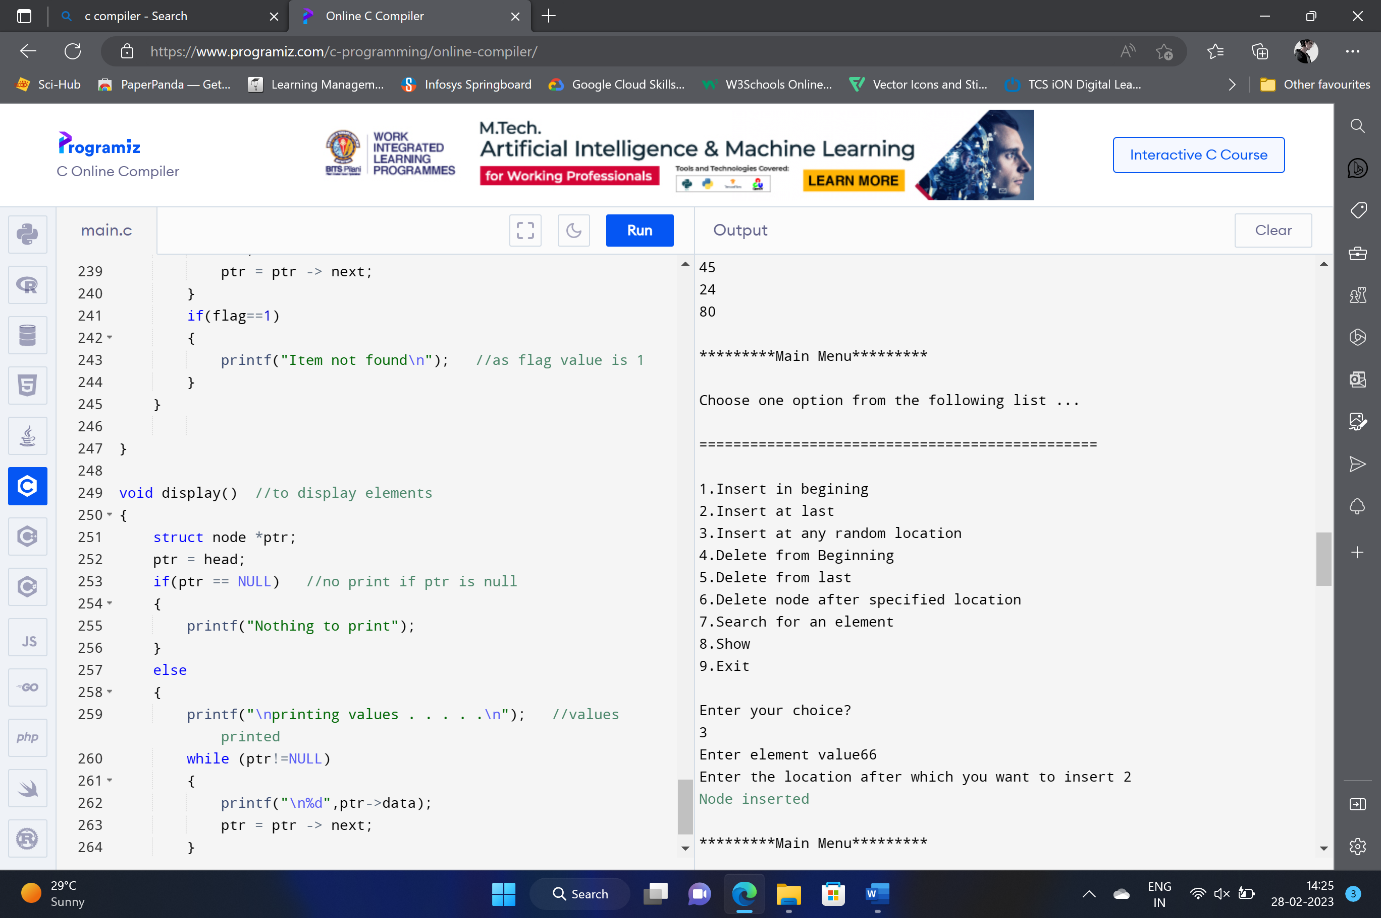 c compiler - Search
Online C Compiler
https://www.programiz.com/c-programming/online-compiler/
Sci-Hub
PaperPanda — Get...
Learning Managem...
Infosys Springboard
Google Cloud Skills...
W3Schools Online...
Vector Icons and Sti...
TCS iON Digital Lea...
Other favourites
Programiz
C Online Compiler
BITS Pilani
WORK
INTEGRATED
LEARNING
PROGRAMMES
M.Tech.
Artificial Intelligence & Machine Learning
for Working Professionals
Tools and Technologies Covered:
LEARN MORE
Interactive C Course
main.c
Run
Output
Clear
239 ptr = ptr -> next;
240 }
241 if(flag==1)
242 {
243 printf("Item not found\n"); //as flag value is 1
244 }
245 }
246
247 }
248
249 void display() //to display elements
250 {
251 struct node *ptr;
252 ptr = head;
253 if(ptr == NULL) //no print if ptr is null
254 {
255 printf("Nothing to print");
256 }
257 else
258 {
259 printf("\nprinting values . . . . .\n"); //values
printed
260 while (ptr!=NULL)
261 {
262 printf("\n%d",ptr->data);
263 ptr = ptr -> next;
264 }
45
24
80
*********Main Menu*********
Choose one option from the following list ...
===============================================
1.Insert in begining
2.Insert at last
3.Insert at any random location
4.Delete from Beginning
5.Delete from last
6.Delete node after specified location
7.Search for an element
8.Show
9.Exit
Enter your choice?
3
Enter element value66
Enter the location after which you want to insert 2
Node inserted
*********Main Menu*********
JS
GO
php
29°C
Sunny
Search
ENG
IN
14:25
28-02-2023
3